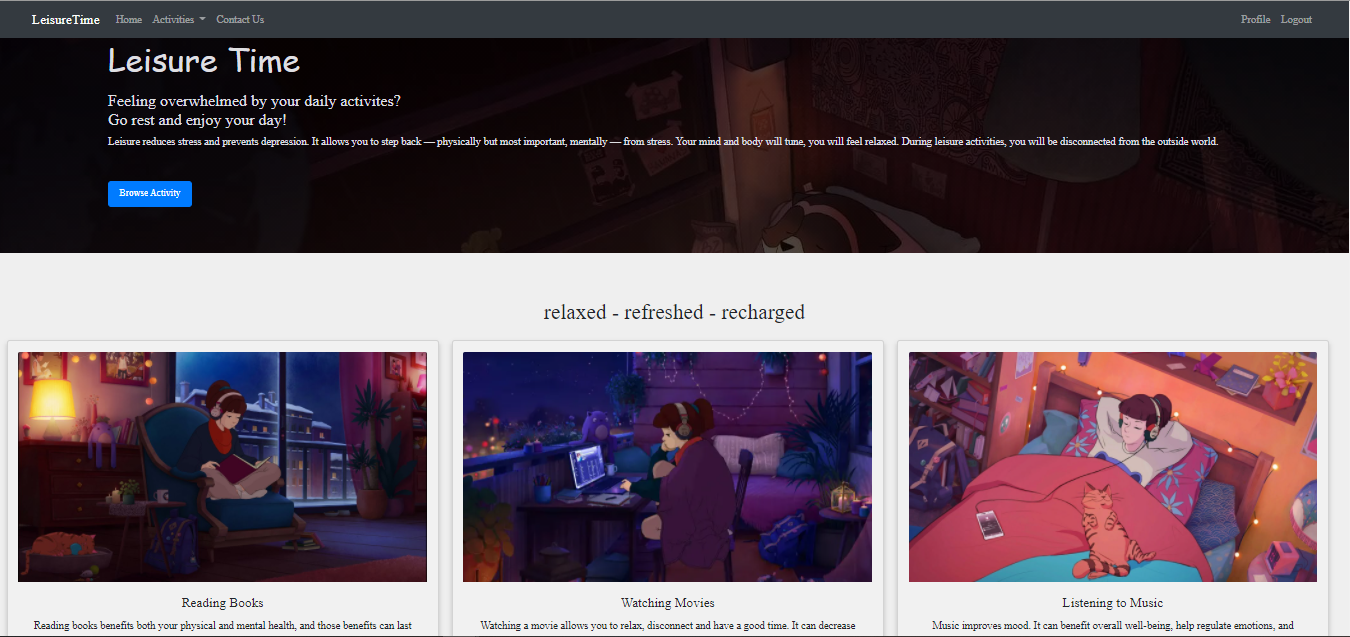 LeisureTime Home Activities Contact Us Profile Logout
Leisure Time
Feeling overwhelmed by your daily activites?
Go rest and enjoy your day!
Leisure reduces stress and prevents depression. It allows you to step back — physically but most important, mentally — from stress. Your mind and body will tune, you will feel relaxed. During leisure activities, you will be disconnected from the outside world.
Browse Activity
relaxed - refreshed - recharged
Reading Books
Reading books benefits both your physical and mental health, and those benefits can last
Watching Movies
Watching a movie allows you to relax, disconnect and have a good time. It can decrease
Listening to Music
Music improves mood. It can benefit overall well-being, help regulate emotions, and